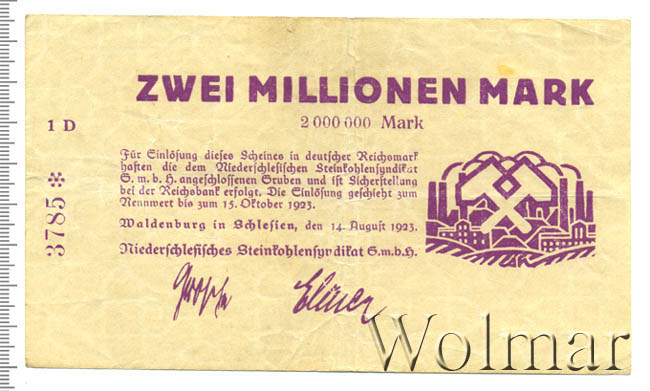 ZWEI MILLIONEN MARK
2 000 000 Mark
1 D
3785 *
Für Einlösung dieses Scheines in deutscher Reichsmark
haften die dem Niederschlesischen Steinkohlensyndikat
G. m. b. H. angeschlossenen Gruben und ist Sicherstellung
bei der Reichsbank erfolgt. Die Einlösung geschieht zum
Nennwert bis zum 15. Oktober 1923.
Waldenburg in Schlesien, den 14. August 1923.
Niederschlesisches Steinkohlensyndikat G.m.b.H.
Wolmar